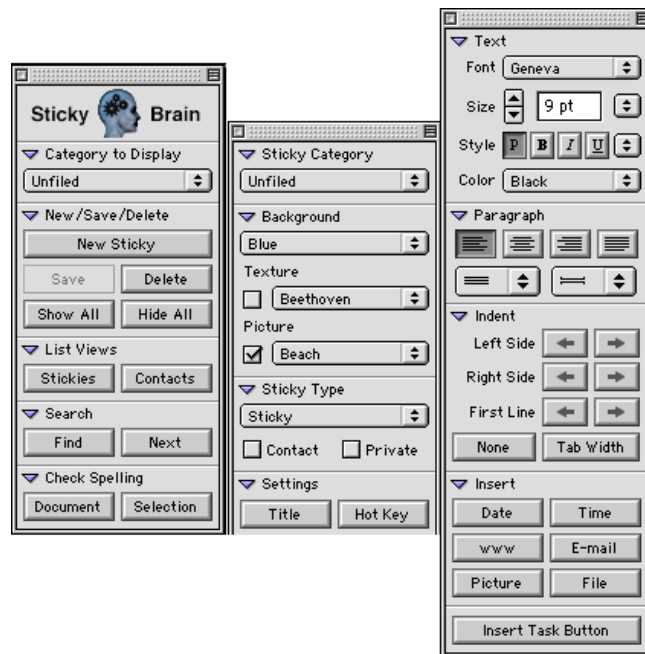 Sticky Brain
Category to Display
Unfiled
New/Save/Delete
New Sticky
Save Delete
Show All Hide All
List Views
Stickies Contacts
Search
Find Next
Check Spelling
Document Selection
Sticky Category
Unfiled
Background
Blue
Texture
Beethoven
Picture
Beach
Sticky Type
Sticky
Contact Private
Settings
Title Hot Key
Text
Font Geneva
Size 9 pt
Style P B I U
Color Black
Paragraph
Indent
Left Side
Right Side
First Line
None Tab Width
Insert
Date Time
www E-mail
Picture File
Insert Task Button